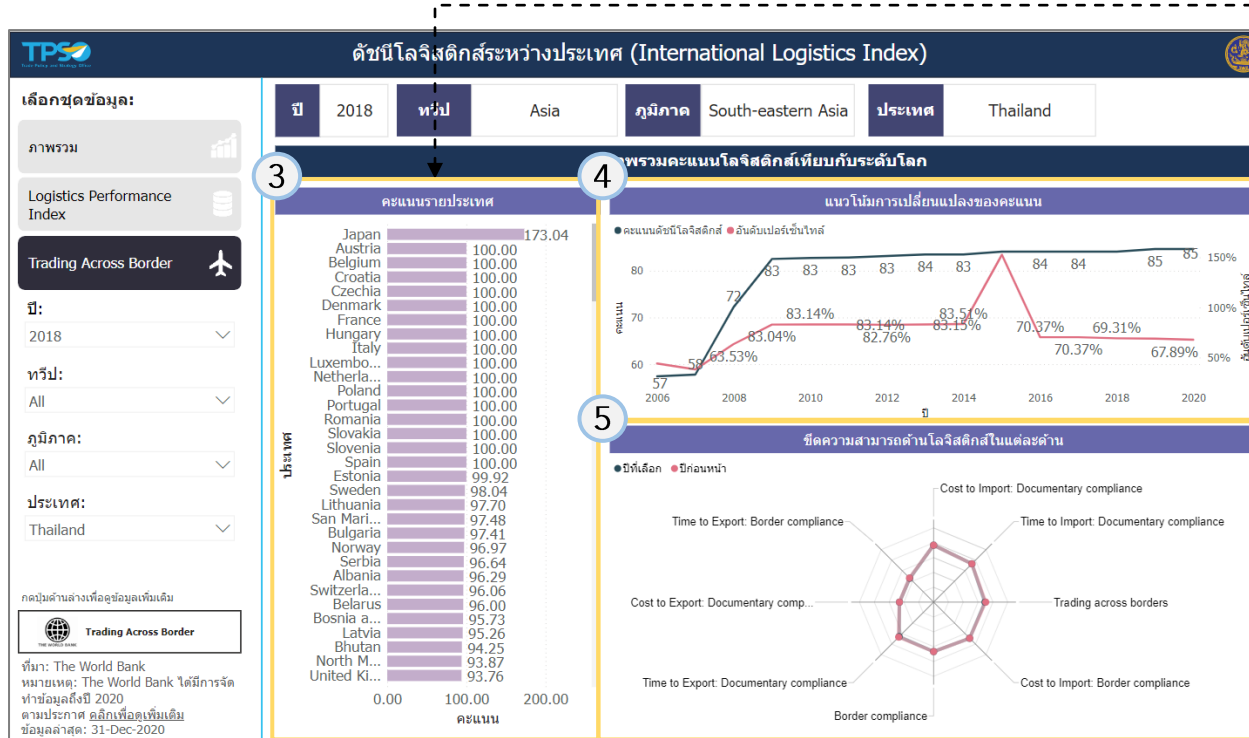 TPSO
Trade Policy and Strategy Office
ดัชนีโลจิสติกส์ระหว่างประเทศ (International Logistics Index)
เลือกชุดข้อมูล:
ภาพรวม
Logistics Performance
Index
Trading Across Border
ปี:
2018
ทวีป:
All
ภูมิภาค:
All
ประเทศ:
Thailand
กดปุ่มด้านล่างเพื่อดูข้อมูลเพิ่มเติม
THE WORLD BANK
Trading Across Border
ที่มา: The World Bank
หมายเหตุ: The World Bank ได้มีการจัด
ทำข้อมูลถึงปี 2020
ตามประกาศ คลิกเพื่อดูเพิ่มเติม
ข้อมูลล่าสุด: 31-Dec-2020
ปี 2018 ทวีป Asia ภูมิภาค South-eastern Asia ประเทศ Thailand
าพรวมคะแนนโลจิสติกส์เทียบกับระดับโลก
3
คะแนนรายประเทศ
Japan 173.04
Austria 100.00
Belgium 100.00
Croatia 100.00
Czechia 100.00
Denmark 100.00
France 100.00
Hungary 100.00
Italy 100.00
Luxembo... 100.00
Netherla... 100.00
Poland 100.00
Portugal 100.00
Romania 100.00
Slovakia 100.00
Slovenia 100.00
Spain 100.00
Estonia 99.92
Sweden 98.04
Lithuania 97.70
San Mari... 97.48
Bulgaria 97.41
Norway 96.97
Serbia 96.64
Albania 96.29
Switzerla... 96.06
Belarus 96.00
Bosnia a... 95.73
Latvia 95.26
Bhutan 94.25
North M... 93.87
United Ki... 93.76
ประเทศ
0.00 100.00 200.00
คะแนน
4
แนวโน้มการเปลี่ยนแปลงของคะแนน
คะแนนดัชนีโลจิสติกส์ อันดับเปอร์เซ็นไทล์
80
70
60
คะแนน
57 58 72 83 83 83 83 84 83 84 84 85 85
63.53% 83.04% 83.14% 83.14% 82.76% 83.15% 83.51% 70.37% 70.37% 69.31% 67.89%
150%
100%
50%
อันดับเปอร์เซ็นไทล์
2006 2008 2010 2012 2014 2016 2018 2020
ปี
5
ขีดความสามารถด้านโลจิสติกส์ในแต่ละด้าน
ปีที่เลือก ปีก่อนหน้า
Cost to Import: Documentary compliance
Time to Export: Border compliance
Time to Import: Documentary compliance
Cost to Export: Documentary comp...
Trading across borders
Time to Export: Documentary compliance
Cost to Import: Border compliance
Border compliance